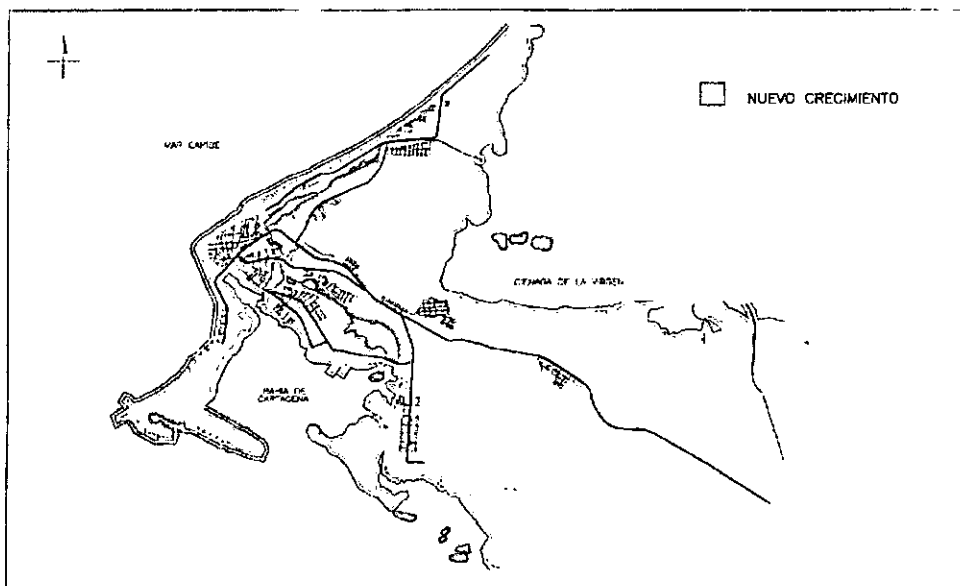 NUEVO CRECIMIENTO
MAR CARIBE
CIENAGA DE LA VIRGEN
BAHIA DE
CARTAGENA